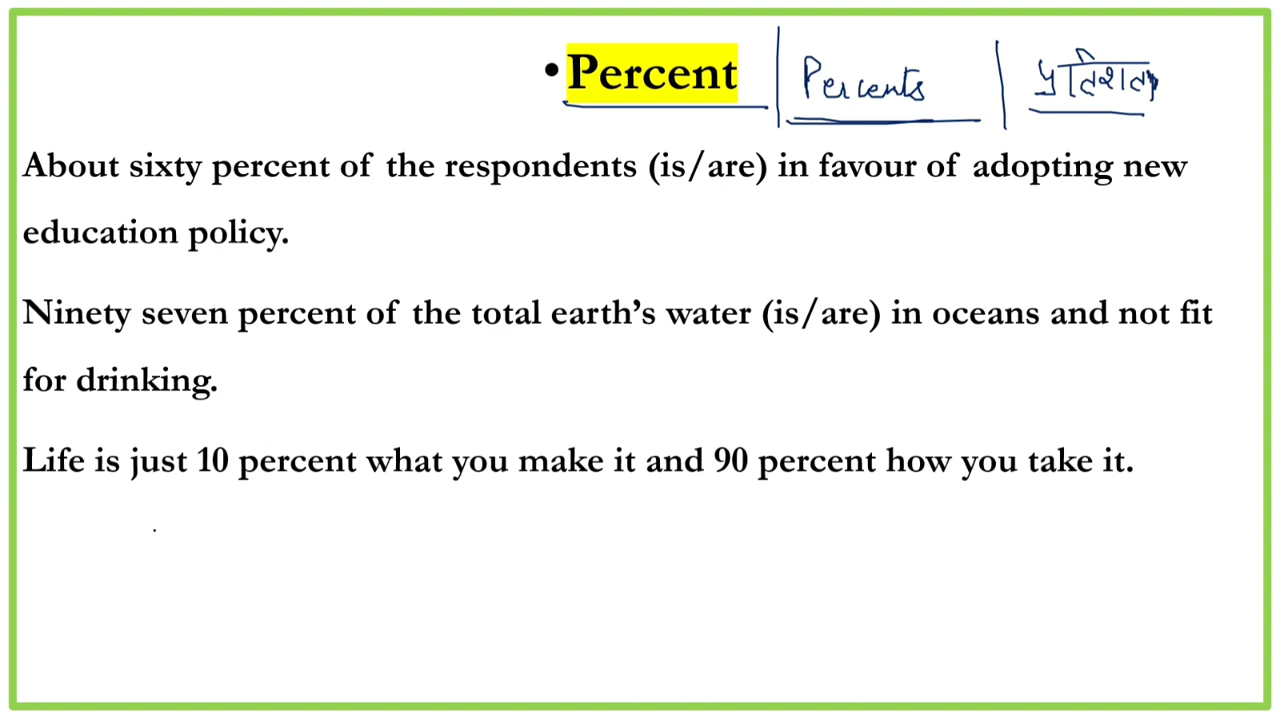 •Percent | Percents | प्रतिशत
About sixty percent of the respondents (is/are) in favour of adopting new
education policy.
Ninety seven percent of the total earth’s water (is/are) in oceans and not fit
for drinking.
Life is just 10 percent what you make it and 90 percent how you take it.